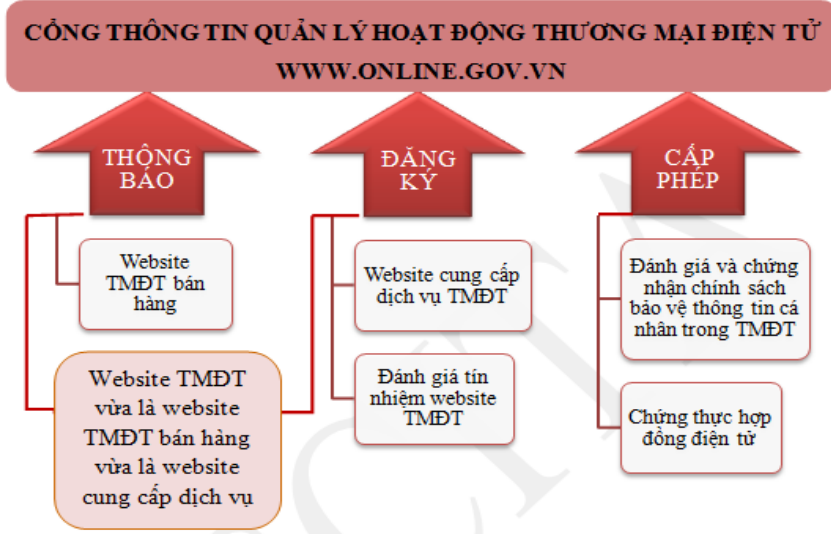 CỔNG THÔNG TIN QUẢN LÝ HOẠT ĐỘNG THƯƠNG MẠI ĐIỆN TỬ
WWW.ONLINE.GOV.VN
THÔNG
BÁO
ĐĂNG
KÝ
CẤP
PHÉP
Website
TMĐT bán
hàng
Website TMĐT
vừa là website
TMĐT bán hàng
vừa là website
cung cấp dịch vụ
Website cung cấp
dịch vụ TMĐT
Đánh giá tín
nhiệm website
TMĐT
Đánh giá và chứng
nhận chính sách
bảo vệ thông tin cá
nhân trong TMĐT
Chứng thực hợp
đồng điện tử